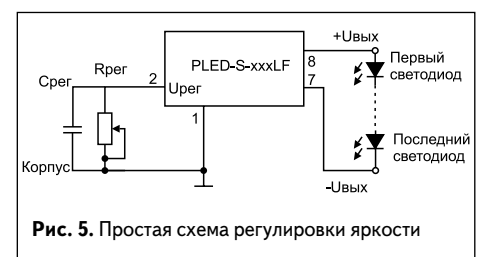 +Uвых
PLED-S-xxxLF
8
Первый
светодиод
Rрег
Cрег
2
Uрег
7
1
Последний
светодиод
Корпус
-Uвых
Рис. 5. Простая схема регулировки яркости